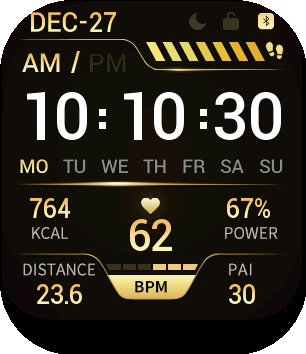 DEC-27
AM / PM
10:10:30
MO TU WE TH FR SA SU
764 67%
KCAL 62 POWER
DISTANCE BPM PAI
23.6 30